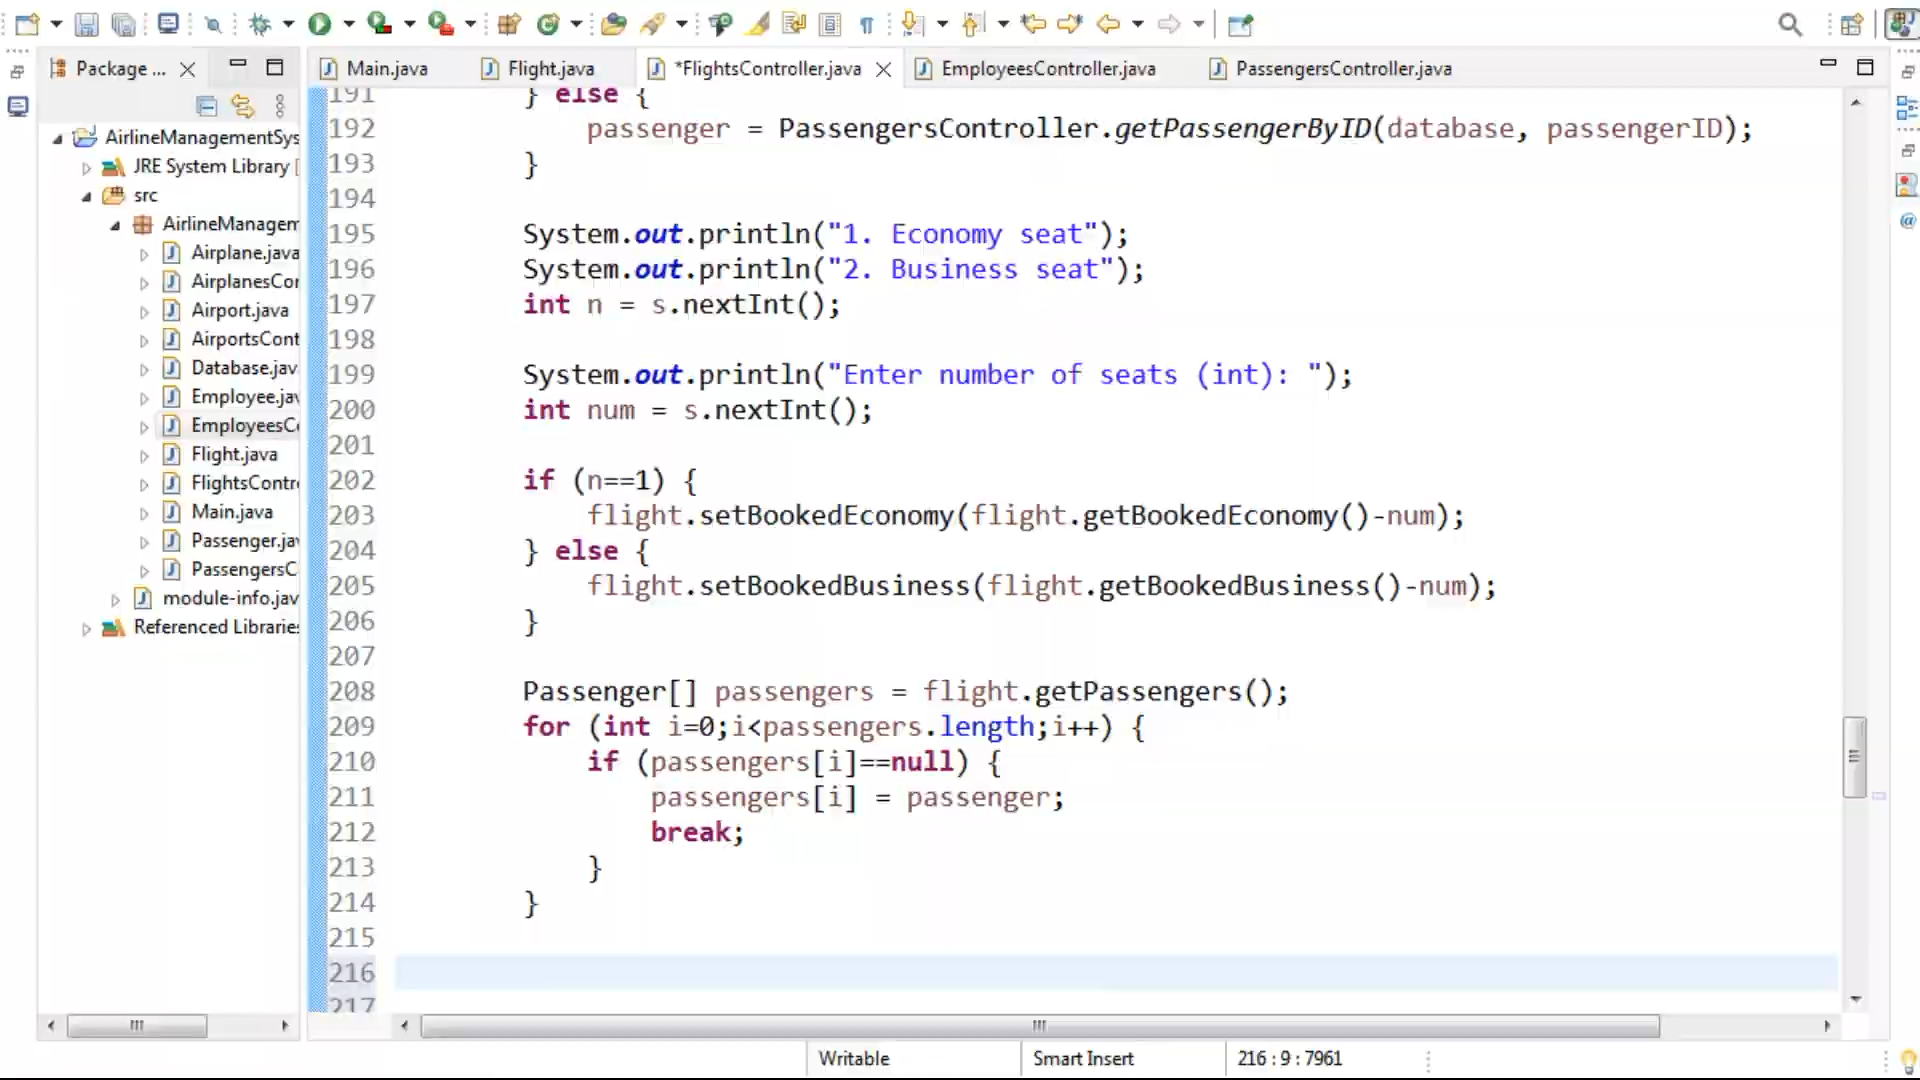 Package ...
Main.java
Flight.java
*FlightsController.java
EmployeesController.java
PassengersController.java
AirlineManagementSys
JRE System Library [
src
AirlineManagem
Airplane.java
AirplanesCor
Airport.java
AirportsCont
Database.jav
Employee.jav
EmployeesCo
Flight.java
FlightsContr
Main.java
Passenger.jav
PassengersC
module-info.jav
Referenced Libraries
191 } else {
192 passenger = PassengersController.getPassengerByID(database, passengerID);
193 }
194
195 System.out.println("1. Economy seat");
196 System.out.println("2. Business seat");
197 int n = s.nextInt();
198
199 System.out.println("Enter number of seats (int): ");
200 int num = s.nextInt();
201
202 if (n==1) {
203 flight.setBookedEconomy(flight.getBookedEconomy()-num);
204 } else {
205 flight.setBookedBusiness(flight.getBookedBusiness()-num);
206 }
207
208 Passenger[] passengers = flight.getPassengers();
209 for (int i=0;i<passengers.length;i++) {
210 if (passengers[i]==null) {
211 passengers[i] = passenger;
212 break;
213 }
214 }
215
216
217
Writable
Smart Insert
216 : 9 : 7961